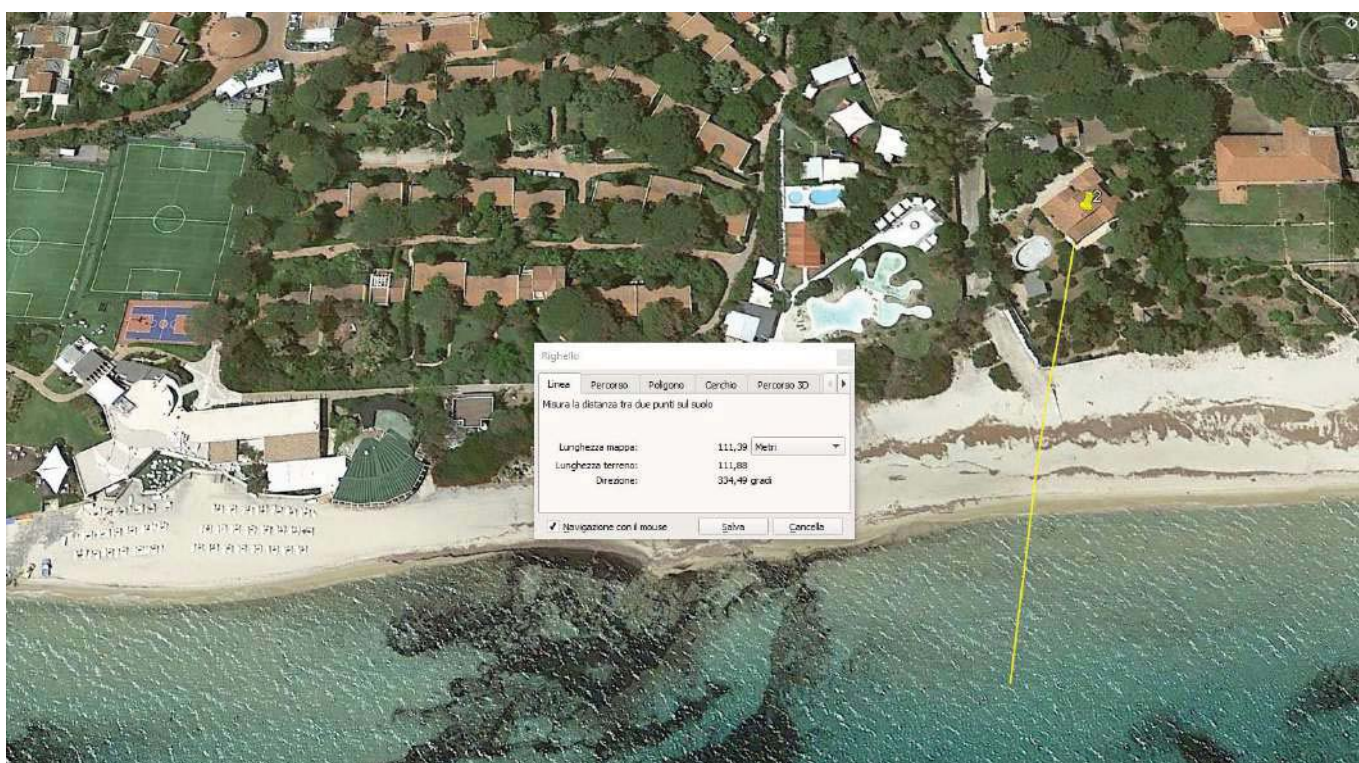 2
Righello
Linea Percorso Poligono Cerchio Percorso 3D
Misura la distanza tra due punti sul suolo
Lunghezza mappa: 111,39 Metri
Lunghezza terreno: 111,88
Direzione: 334,49 gradi
Navigazione con il mouse Salva Cancella